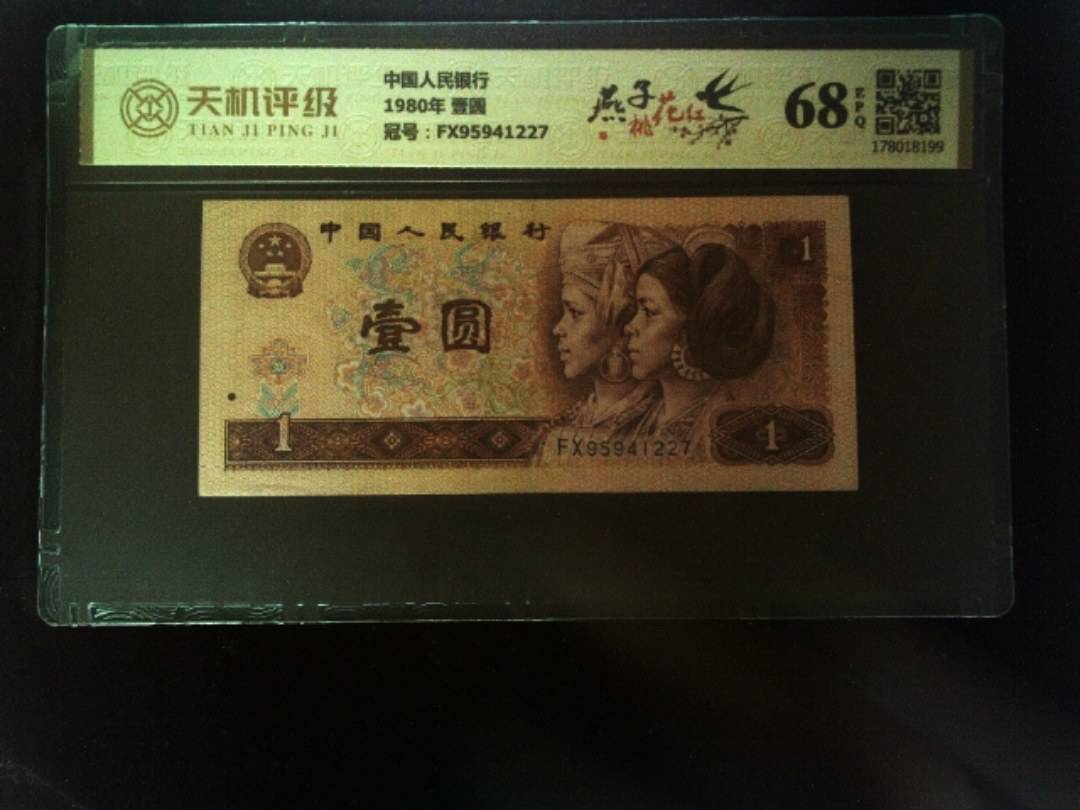 天机评级
TIAN JI PING JI
中国人民银行
1980年 壹圆
冠号：FX95941227
燕子
桃花红
68
EPQ
178018199
中国人民银行
壹圆
1
1
FX95941227
1